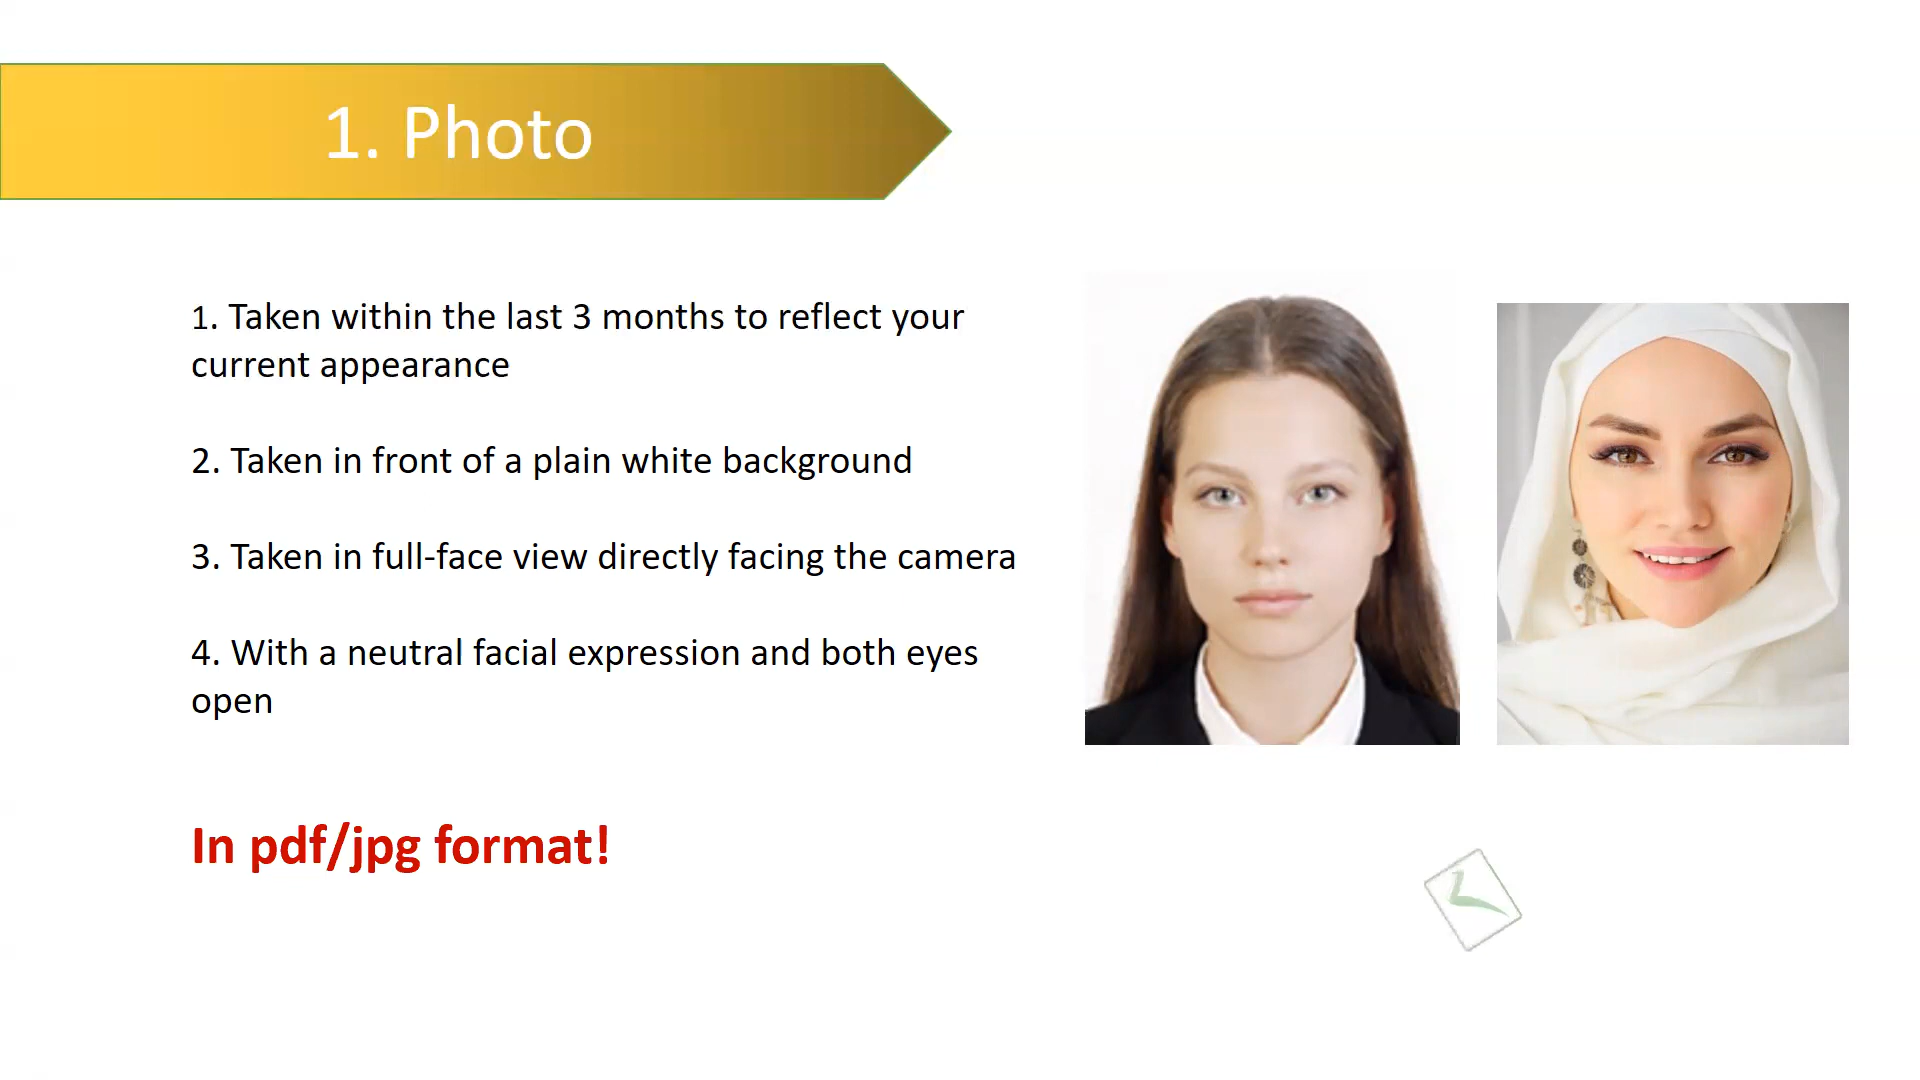 1. Photo
1. Taken within the last 3 months to reflect your
current appearance
2. Taken in front of a plain white background
3. Taken in full-face view directly facing the camera
4. With a neutral facial expression and both eyes
open
In pdf/jpg format!